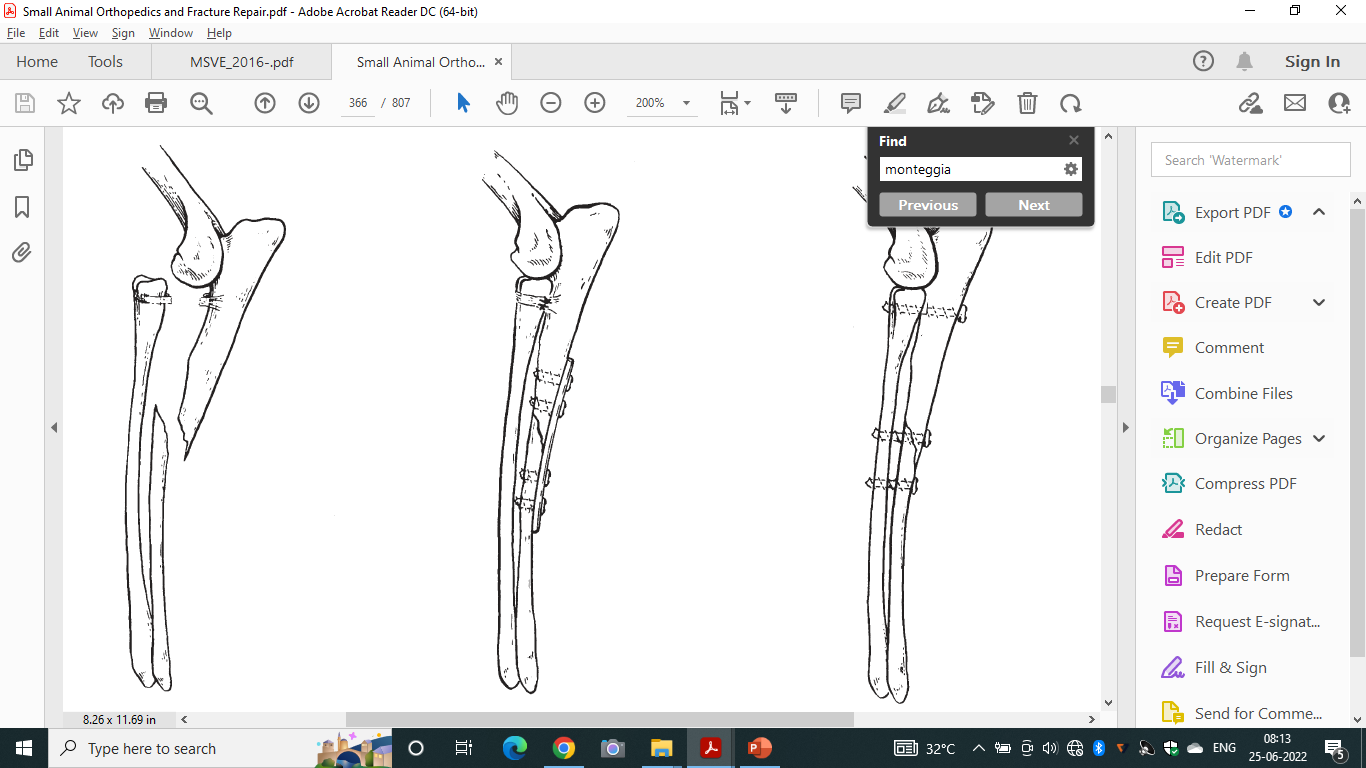 Small Animal Orthopedics and Fracture Repair.pdf - Adobe Acrobat Reader DC (64-bit)
File Edit View Sign Window Help
Home Tools MSVE_2016-.pdf Small Animal Ortho... ×
366 / 807 200%
Sign In
Find
monteggia
Previous Next
Search 'Watermark'
Export PDF
Edit PDF
Create PDF
Comment
Combine Files
Organize Pages
Compress PDF
Redact
Prepare Form
Request E-signat...
Fill & Sign
Send for Comme...
8.26 x 11.69 in
Type here to search
32°C
ENG
08:13
25-06-2022
5